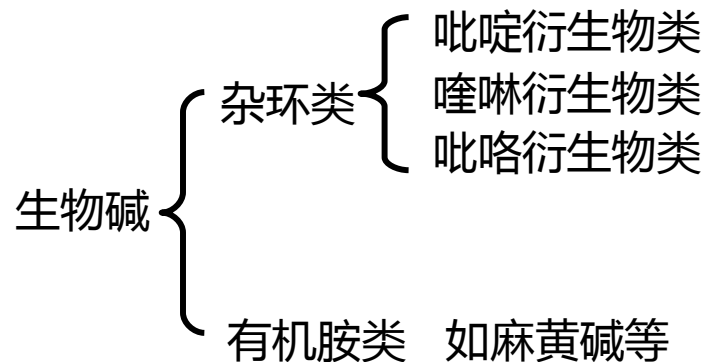 吡啶衍生物类
杂环类
喹啉衍生物类
吡咯衍生物类
生物碱
有机胺类 如麻黄碱等